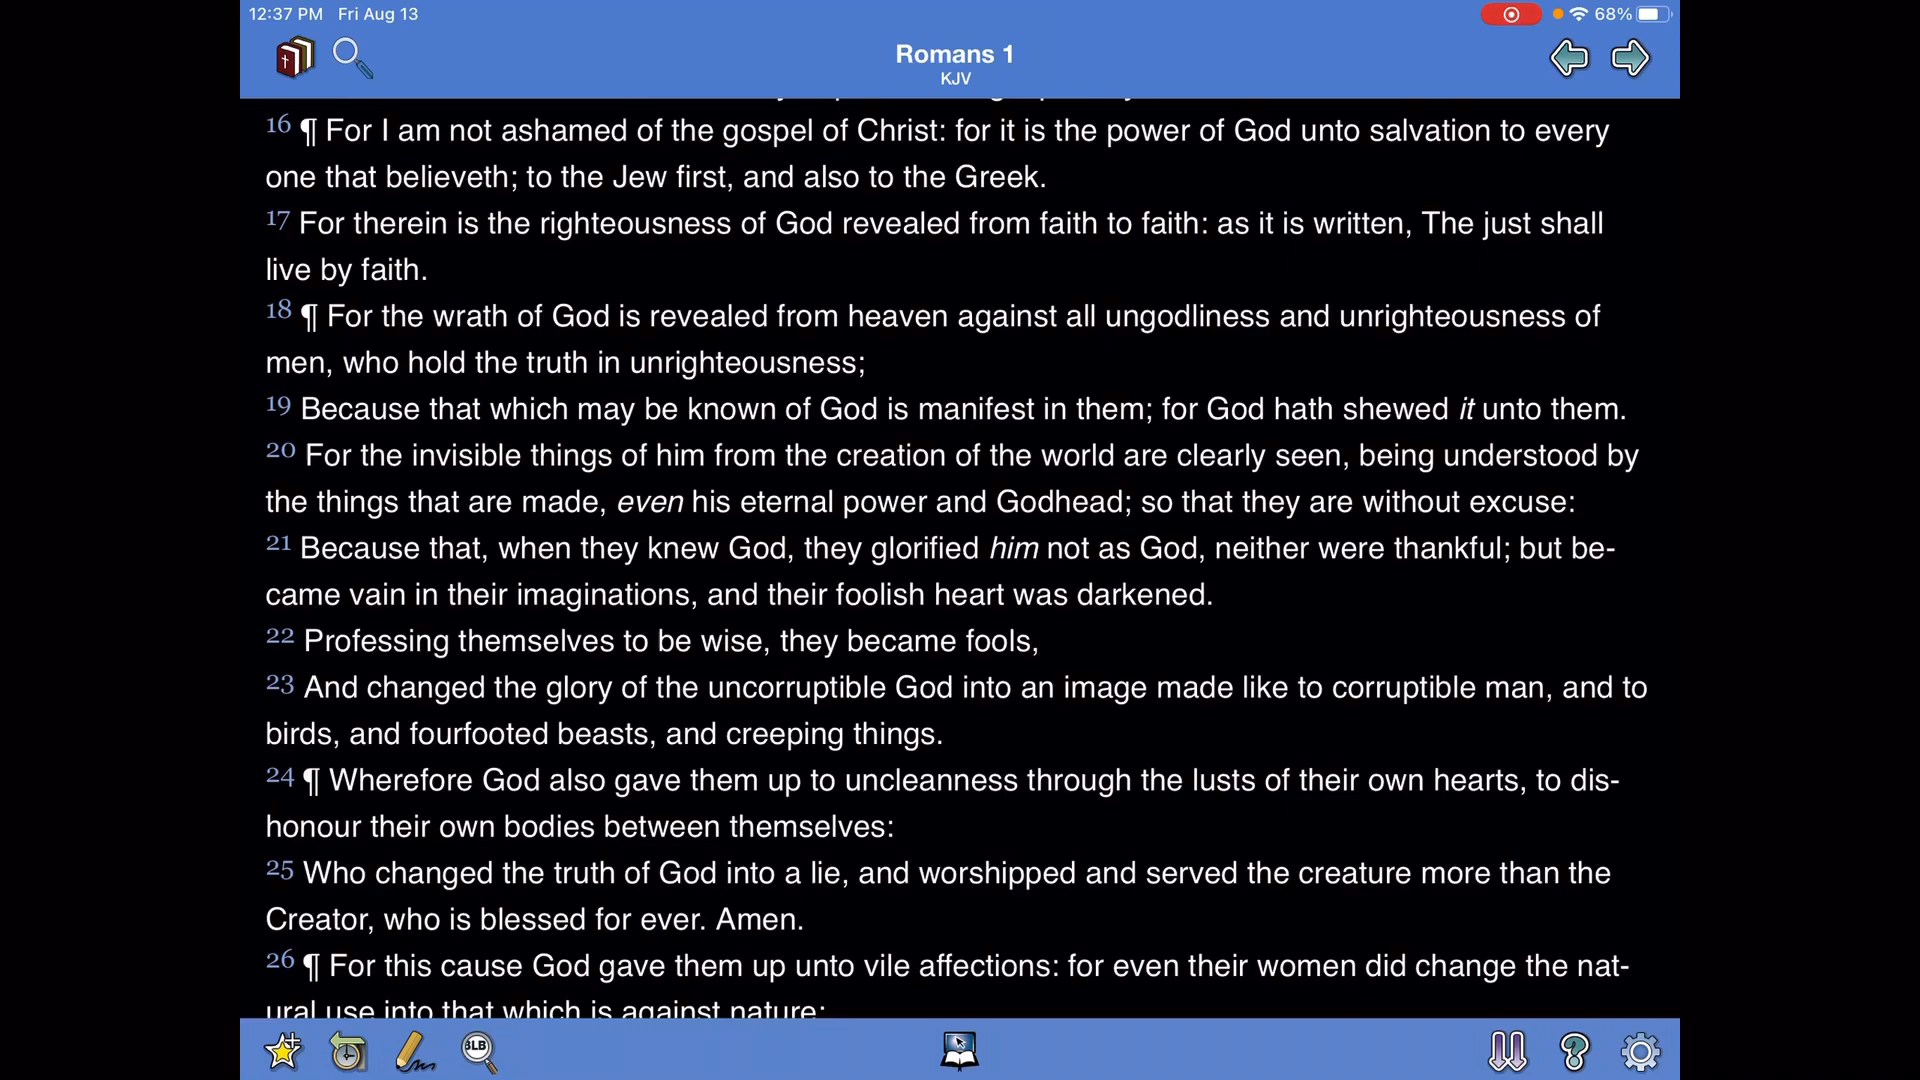 12:37 PM Fri Aug 13 68%
Romans 1
KJV
16 ¶ For I am not ashamed of the gospel of Christ: for it is the power of God unto salvation to every
one that believeth; to the Jew first, and also to the Greek.
17 For therein is the righteousness of God revealed from faith to faith: as it is written, The just shall
live by faith.
18 ¶ For the wrath of God is revealed from heaven against all ungodliness and unrighteousness of
men, who hold the truth in unrighteousness;
19 Because that which may be known of God is manifest in them; for God hath shewed it unto them.
20 For the invisible things of him from the creation of the world are clearly seen, being understood by
the things that are made, even his eternal power and Godhead; so that they are without excuse:
21 Because that, when they knew God, they glorified him not as God, neither were thankful; but be-
came vain in their imaginations, and their foolish heart was darkened.
22 Professing themselves to be wise, they became fools,
23 And changed the glory of the uncorruptible God into an image made like to corruptible man, and to
birds, and fourfooted beasts, and creeping things.
24 ¶ Wherefore God also gave them up to uncleanness through the lusts of their own hearts, to dis-
honour their own bodies between themselves:
25 Who changed the truth of God into a lie, and worshipped and served the creature more than the
Creator, who is blessed for ever. Amen.
26 ¶ For this cause God gave them up unto vile affections: for even their women did change the nat-
ural use into that which is against nature:
BLB